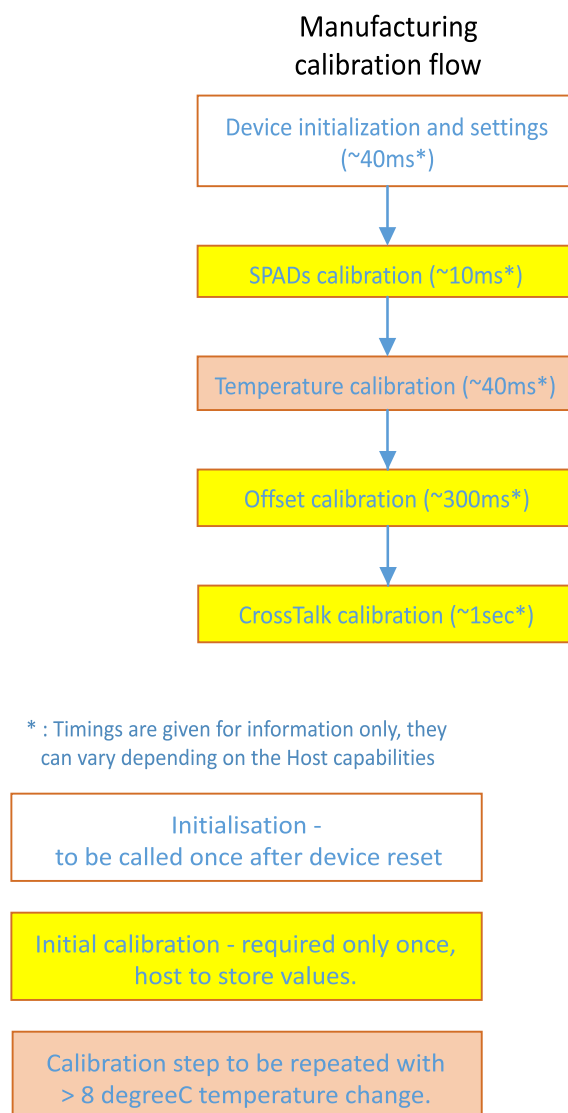 Manufacturing
calibration flow
Device initialization and settings
(~40ms*)
SPADs calibration (~10ms*)
Temperature calibration (~40ms*)
Offset calibration (~300ms*)
CrossTalk calibration (~1sec*)
* : Timings are given for information only, they
can vary depending on the Host capabilities
Initialisation -
to be called once after device reset
Initial calibration - required only once,
host to store values.
Calibration step to be repeated with
> 8 degreeC temperature change.